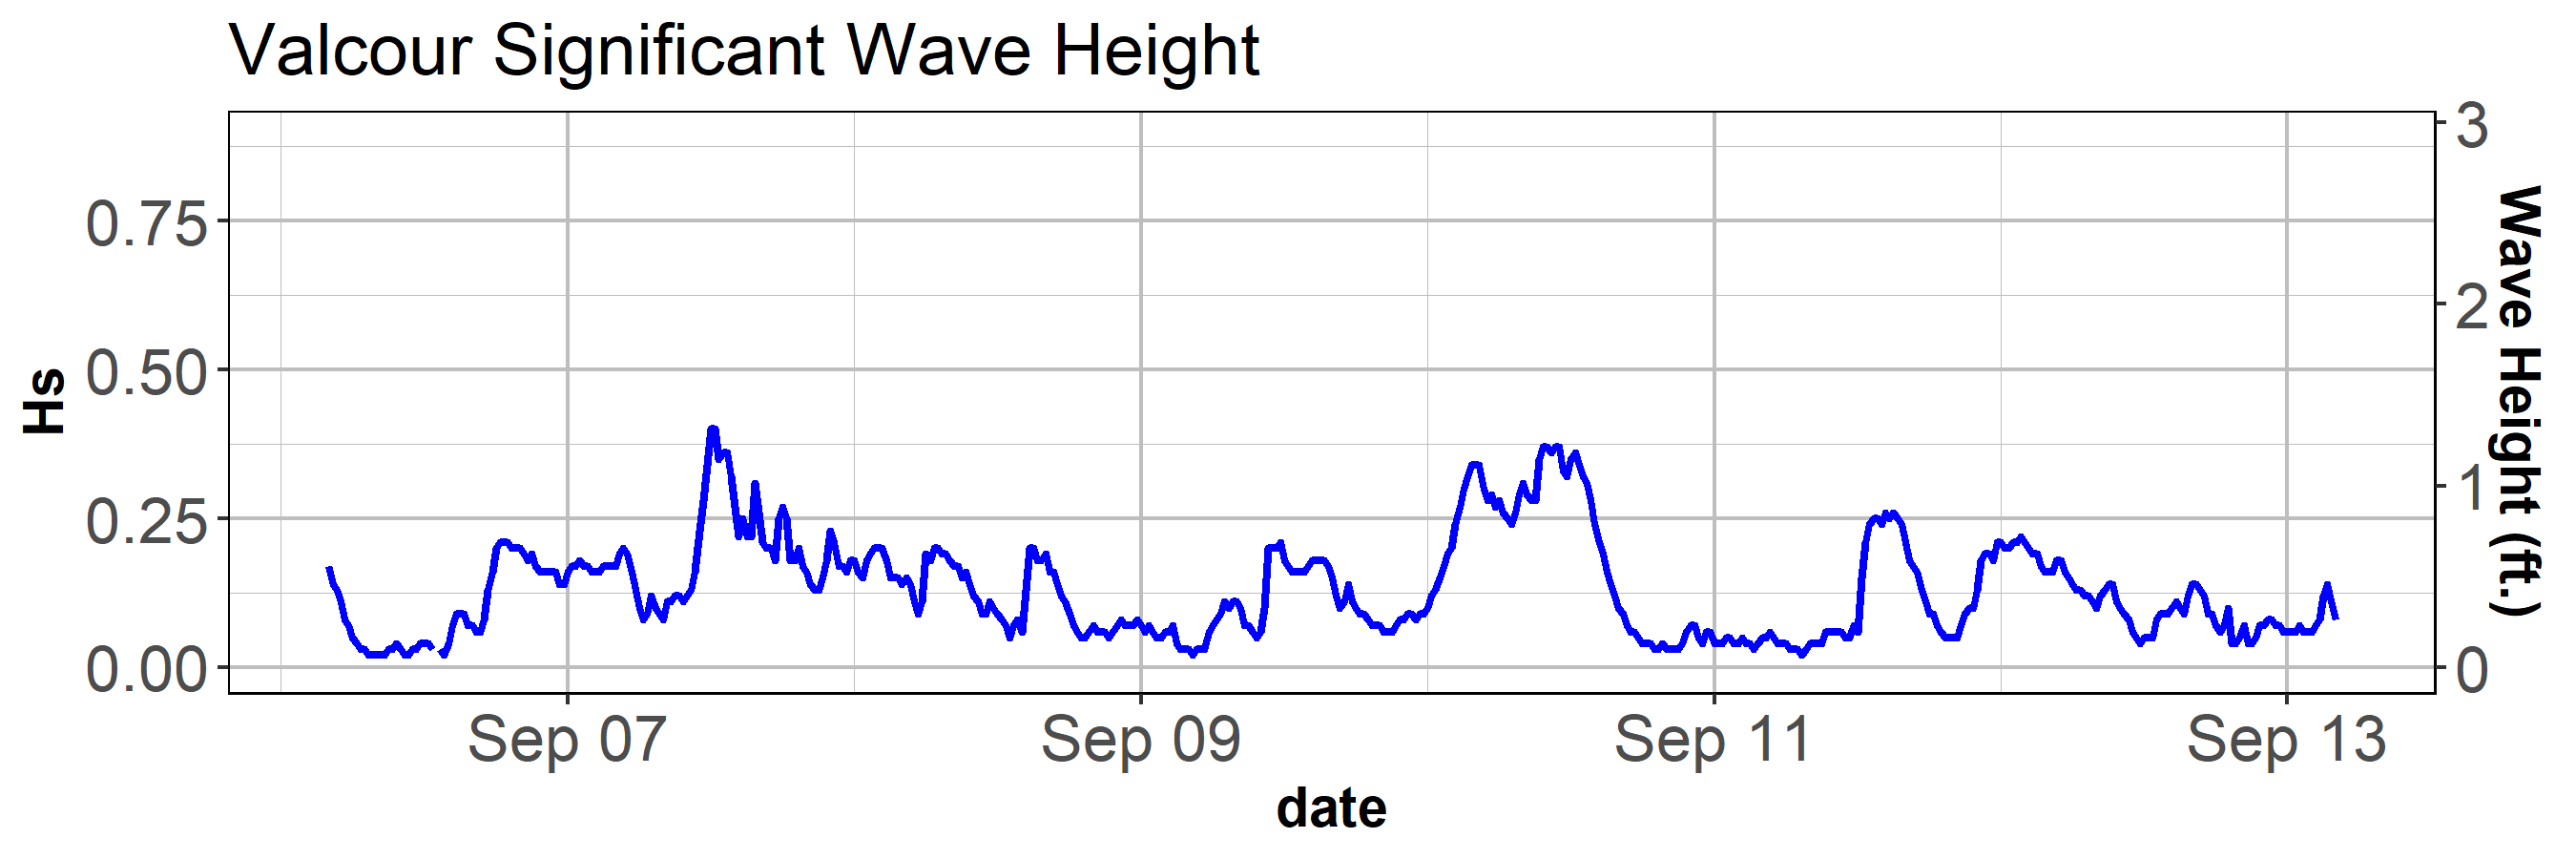 Valcour Significant Wave Height
Hs
0.75
0.50
0.25
0.00
3
2
1
0
Wave Height (ft.)
Sep 07
Sep 09
Sep 11
Sep 13
date